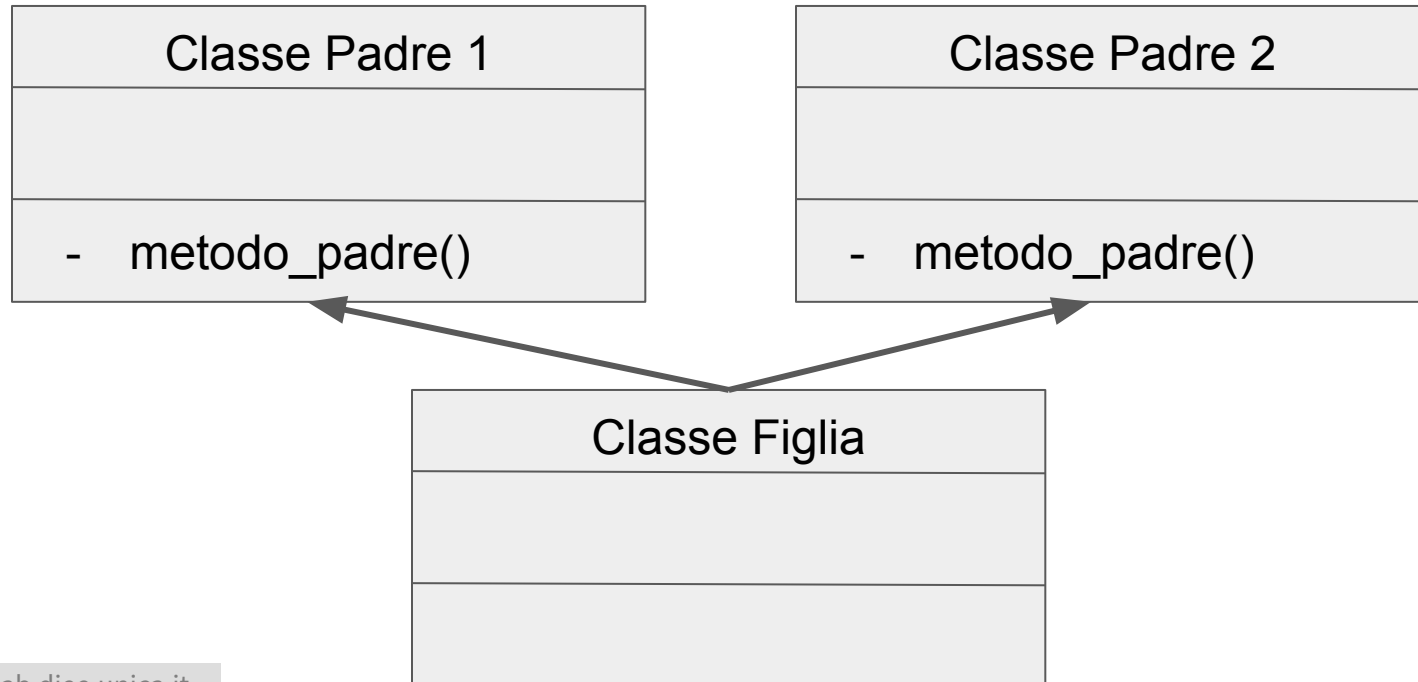 Classe Padre 1
Classe Padre 2
- metodo_padre()
- metodo_padre()
Classe Figlia